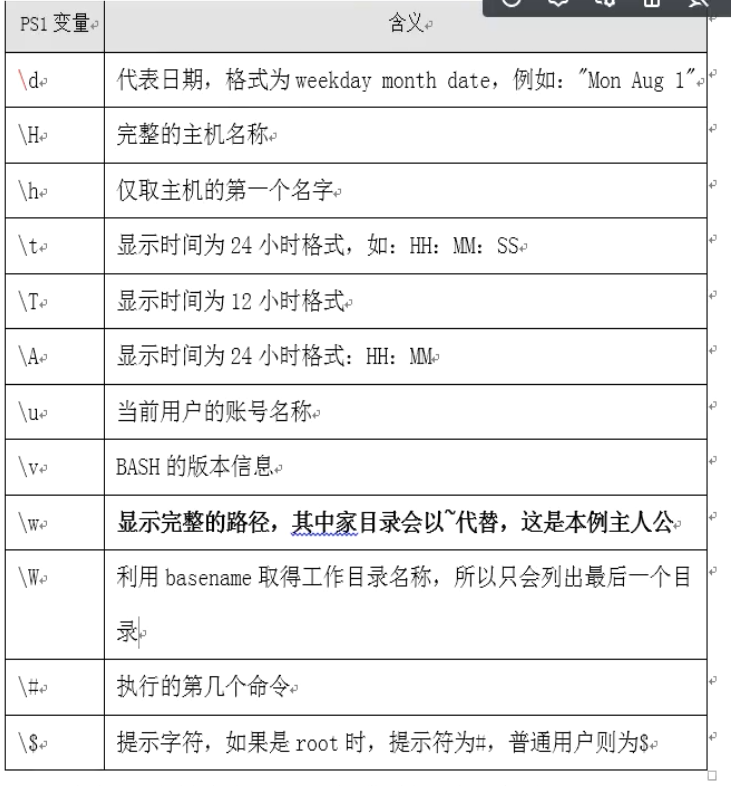 PS1 变量 含义
\d 代表日期，格式为 weekday month date，例如："Mon Aug 1"
\H 完整的主机名称
\h 仅取主机的第一个名字
\t 显示时间为 24 小时格式，如：HH：MM：SS
\T 显示时间为 12 小时格式
\A 显示时间为 24 小时格式：HH：MM
\u 当前用户的账号名称
\v BASH 的版本信息
\w 显示完整的路径，其中家目录会以~代替，这是本例主人公
\W 利用 basename 取得工作目录名称，所以只会列出最后一个目
录
\# 执行的第几个命令
\$ 提示字符，如果是 root 时，提示符为#，普通用户则为$